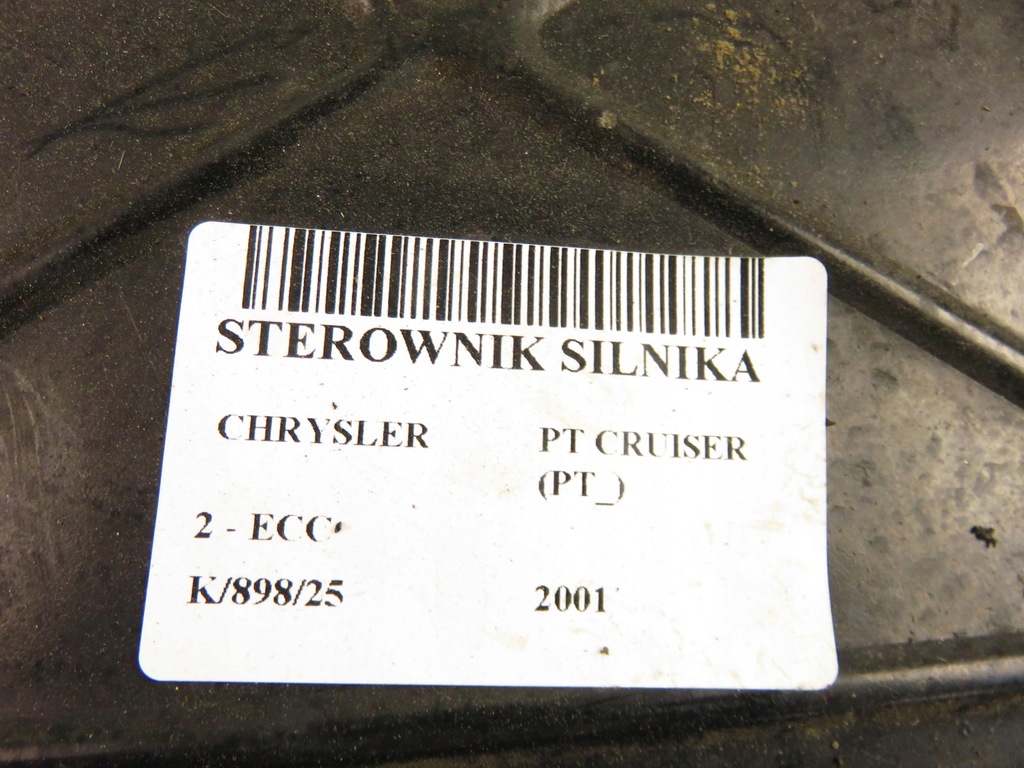 STEROWNIK SILNIKA
CHRYSLER
PT CRUISER
(PT_)
2 - ECC
K/898/25
2001